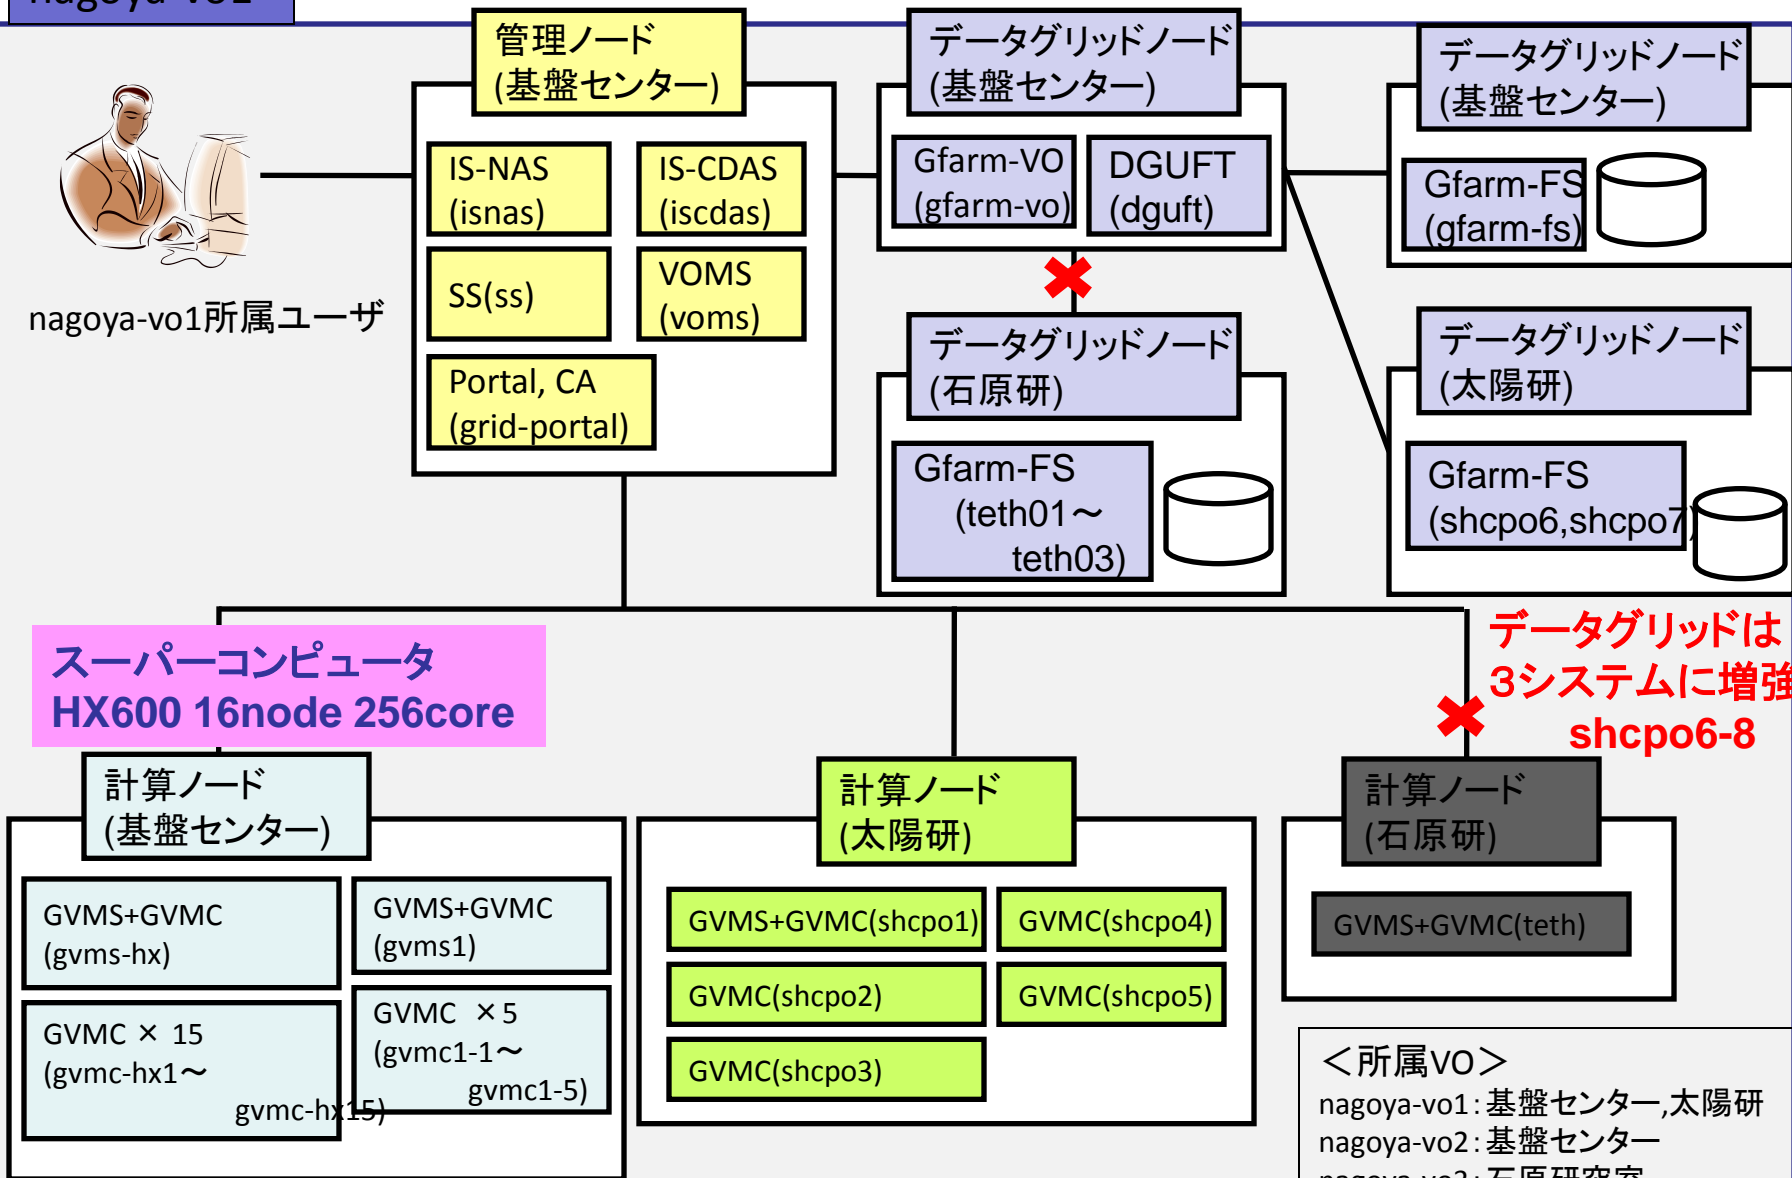 nagoya-vo1
管理ノード
(基盤センター)
データグリッドノード
(基盤センター)
データグリッドノード
(基盤センター)
IS-NAS
(isnas)
IS-CDAS
(iscdas)
SS(ss)
VOMS
(voms)
Portal, CA
(grid-portal)
Gfarm-VO
(gfarm-vo)
DGUFT
(dguft)
Gfarm-FS
(gfarm-fs)
nagoya-vo1所属ユーザ
データグリッドノード
(石原研)
Gfarm-FS
(teth01～
teth03)
データグリッドノード
(太陽研)
Gfarm-FS
(shcpo6,shcpo7)
スーパーコンピュータ
HX600 16node 256core
データグリッドは
３システムに増強
shcpo6-8
計算ノード
(基盤センター)
GVMS+GVMC
(gvms-hx)
GVMS+GVMC
(gvms1)
GVMC × 15
(gvmc-hx1～
gvmc-hx15)
GVMC ×5
(gvmc1-1～
gvmc1-5)
計算ノード
(太陽研)
GVMS+GVMC(shcpo1)
GVMC(shcpo4)
GVMC(shcpo2)
GVMC(shcpo5)
GVMC(shcpo3)
計算ノード
(石原研)
GVMS+GVMC(teth)
＜所属VO＞
nagoya-vo1：基盤センター,太陽研
nagoya-vo2：基盤センター
nagoya-vo3：石原研究室